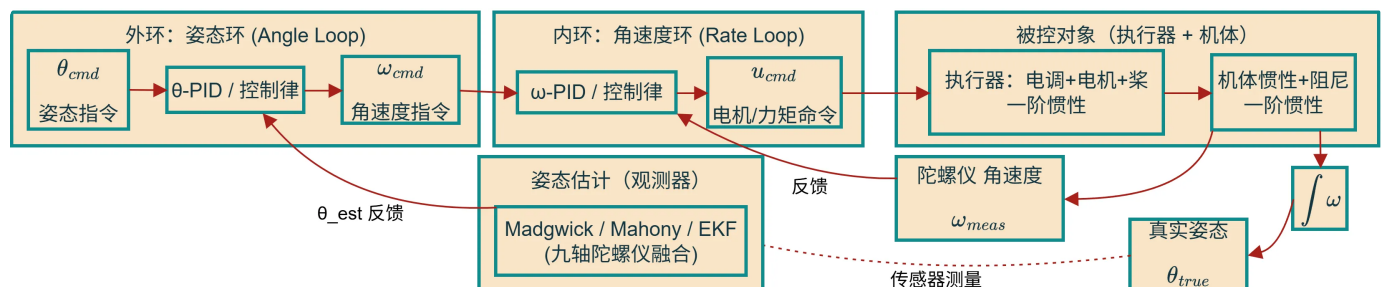 外环：姿态环 (Angle Loop)
θcmd
姿态指令
θ-PID / 控制律
ωcmd
角速度指令
内环：角速度环 (Rate Loop)
ω-PID / 控制律
ucmd
电机/力矩命令
被控对象（执行器 + 机体）
执行器：电调+电机+桨
一阶惯性
机体惯性+阻尼
一阶惯性
θ_est 反馈
姿态估计（观测器）
Madgwick / Mahony / EKF
(九轴陀螺仪融合)
反馈
陀螺仪 角速度
ωmeas
∫ ω
真实姿态
θtrue
传感器测量